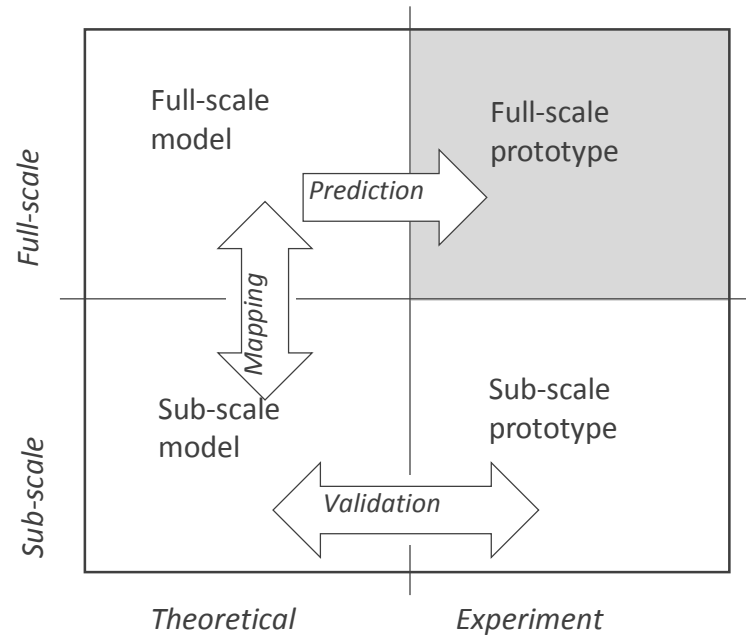 Full-scale
model
Full-scale
prototype
Prediction
Full-scale
Mapping
Sub-scale
model
Sub-scale
prototype
Validation
Sub-scale
Theoretical
Experiment